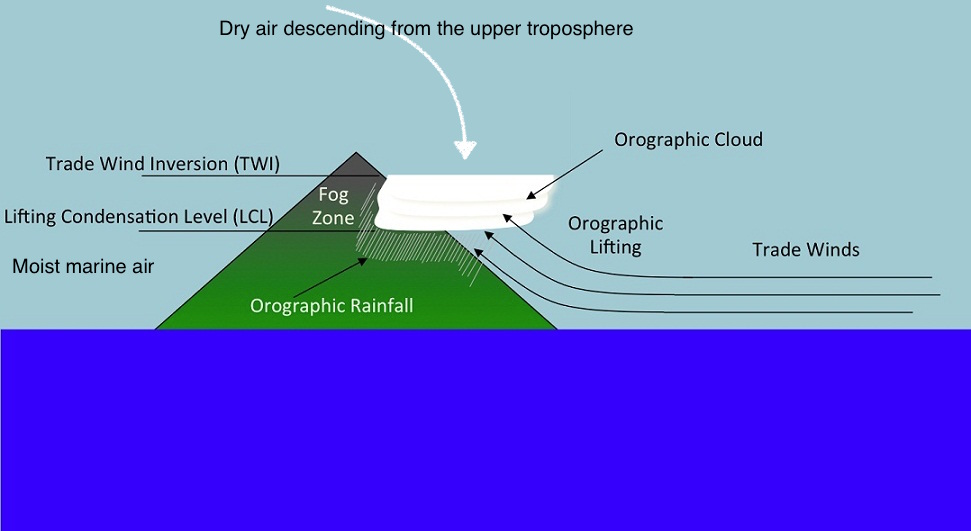 Dry air descending from the upper troposphere
Orographic Cloud
Trade Wind Inversion (TWI)
Fog
Zone
Lifting Condensation Level (LCL)
Orographic
Lifting
Trade Winds
Moist marine air
Orographic Rainfall